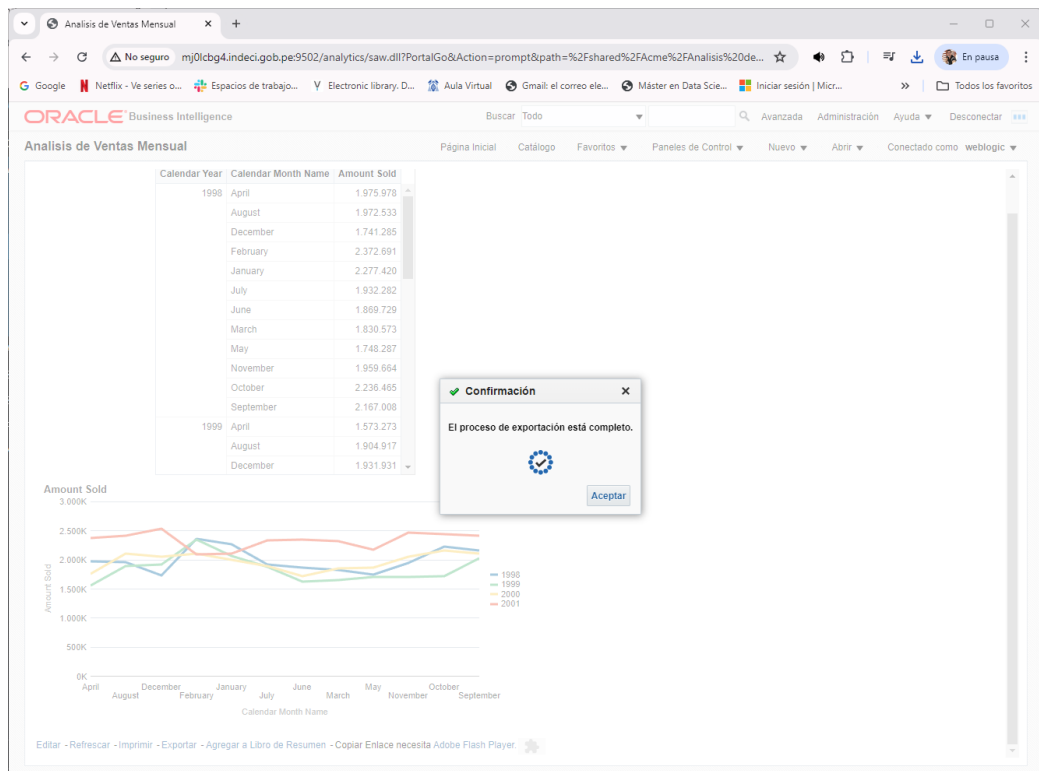 Analisis de Ventas Mensual
No seguro mj0lcbg4.indeci.gob.pe:9502/analytics/saw.dll?PortalGo&Action=prompt&path=%2Fshared%2FAcme%2FAnalisis%20de... En pausa
Google Netflix - Ve series o... Espacios de trabajo... Electronic library. D... Aula Virtual Gmail: el correo ele... Máster en Data Scie... Iniciar sesión | Micr... » Todos los favoritos
ORACLE Business Intelligence Buscar Todo Avanzada Administración Ayuda Desconectar
Analisis de Ventas Mensual Página Inicial Catálogo Favoritos Paneles de Control Nuevo Abrir Conectado como weblogic
Calendar Year Calendar Month Name Amount Sold
1998 April 1.975.978
August 1.972.533
December 1.741.285
February 2.372.691
January 2.277.420
July 1.932.282
June 1.869.729
March 1.830.573
May 1.748.287
November 1.959.664
October 2.236.465
September 2.167.008
1999 April 1.573.273
August 1.904.917
December 1.931.931
Confirmación
El proceso de exportación está completo.
Aceptar
Amount Sold
3.000K
2.500K
2.000K
1.500K
1.000K
500K
0K
Amount Sold
April August December February January July June March May November October September
Calendar Month Name
1998
1999
2000
2001
Editar - Refrescar - Imprimir - Exportar - Agregar a Libro de Resumen - Copiar Enlace necesita Adobe Flash Player.